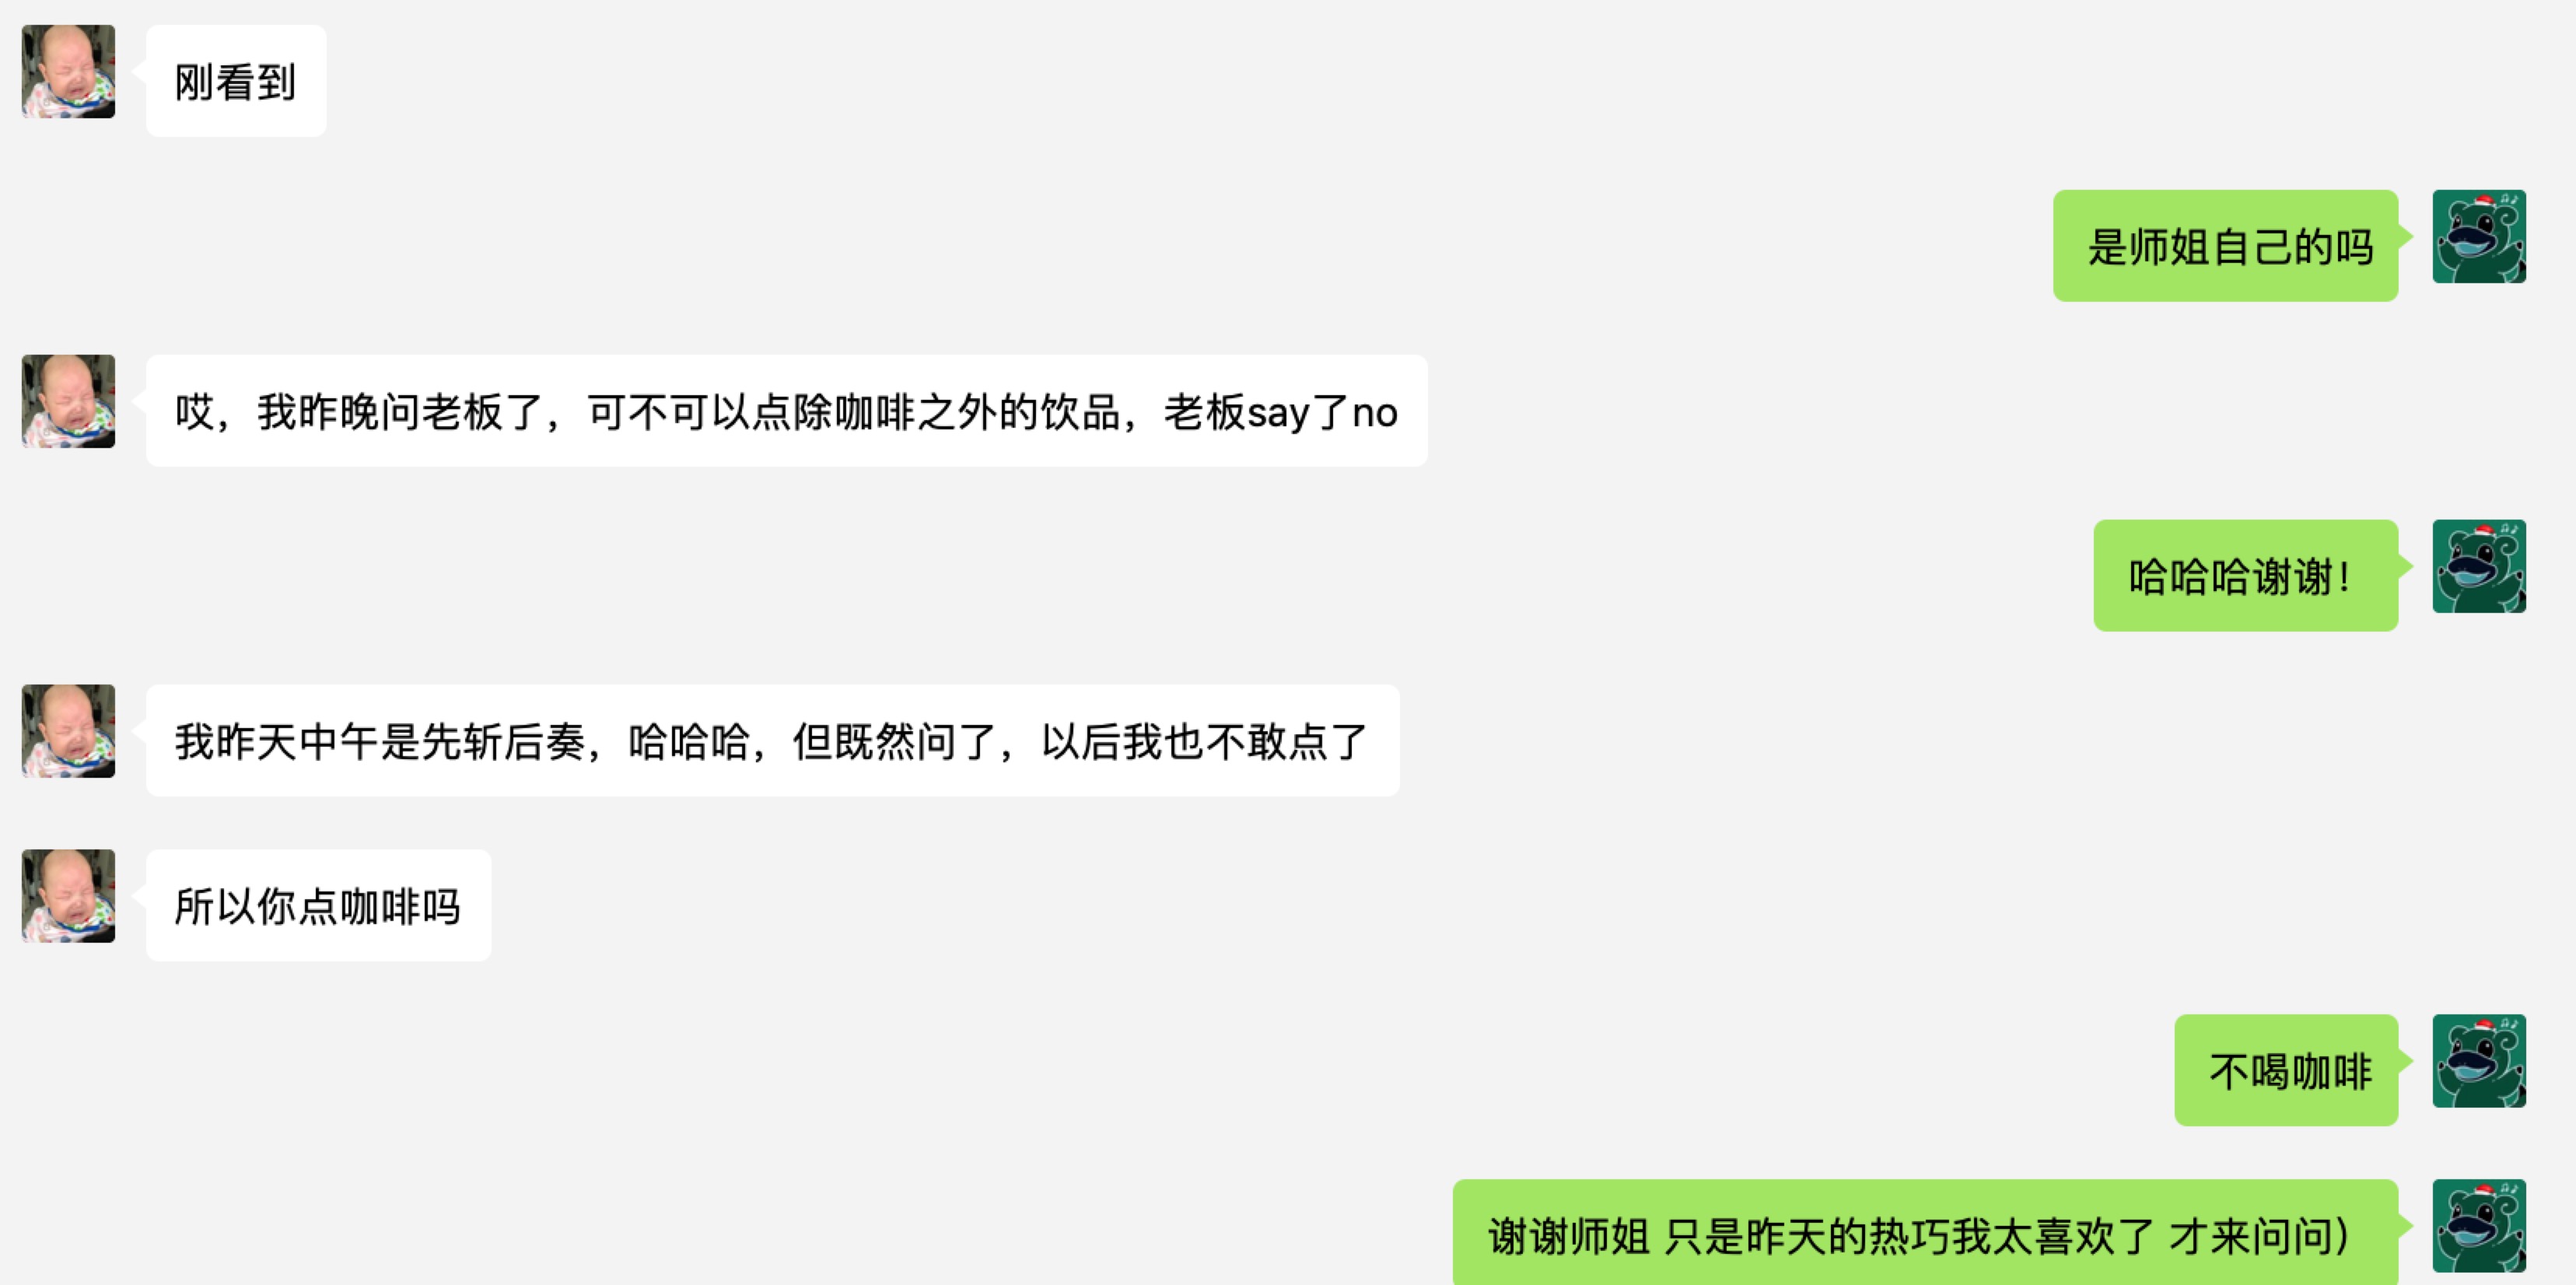 刚看到
是师姐自己的吗
哎，我昨晚问老板了，可不可以点除咖啡之外的饮品，老板say了no
哈哈哈谢谢！
我昨天中午是先斩后奏，哈哈哈，但既然问了，以后我也不敢点了
所以你点咖啡吗
不喝咖啡
谢谢师姐 只是昨天的热巧我太喜欢了 才来问问）